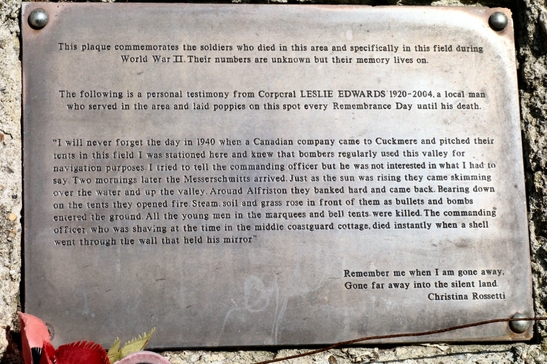 This plaque commemorates the soldiers who died in this area and specifically in this field during
World War II. Their numbers are unknown but their memory lives on.
The following is a personal testimony from Corporal LESLIE EDWARDS 1920-2004, a local man
who served in the area and laid poppies on this spot every Remembrance Day until his death.
"I will never forget the day in 1940 when a Canadian company came to Cuckmere and pitched their
tents in this field. I was stationed here and knew that bombers regularly used this valley for
navigation purposes. I tried to tell the commanding officer but he was not interested in what I had to
say. Two mornings later the Messerschmitts arrived. Just as the sun was rising they came skimming
over the water and up the valley. Around Alfriston they banked hard and came back. Bearing down
on the tents they opened fire. Steam, soil and grass rose in front of them as bullets and bombs
entered the ground. All the young men in the marquees and bell tents were killed. The commanding
officer who was shaving at the time in the middle coastguard cottage, died instantly when a shell
went through the wall that held his mirror."
Remember me when I am gone away,
Gone far away into the silent land.
Christina Rossetti